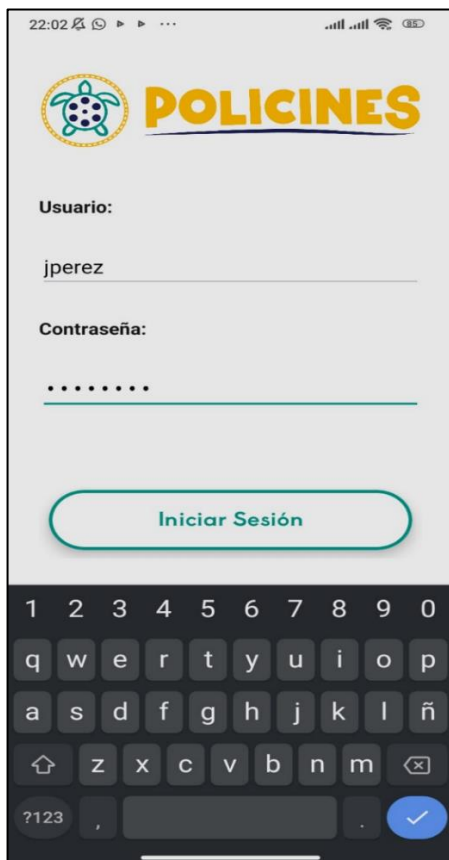 22:02 ... 85
POLICINES
Usuario:
jperez
Contraseña:
••••••••
Iniciar Sesión
1 2 3 4 5 6 7 8 9 0
q w e r t y u i o p
a s d f g h j k l ñ
z x c v b n m
?123 , .